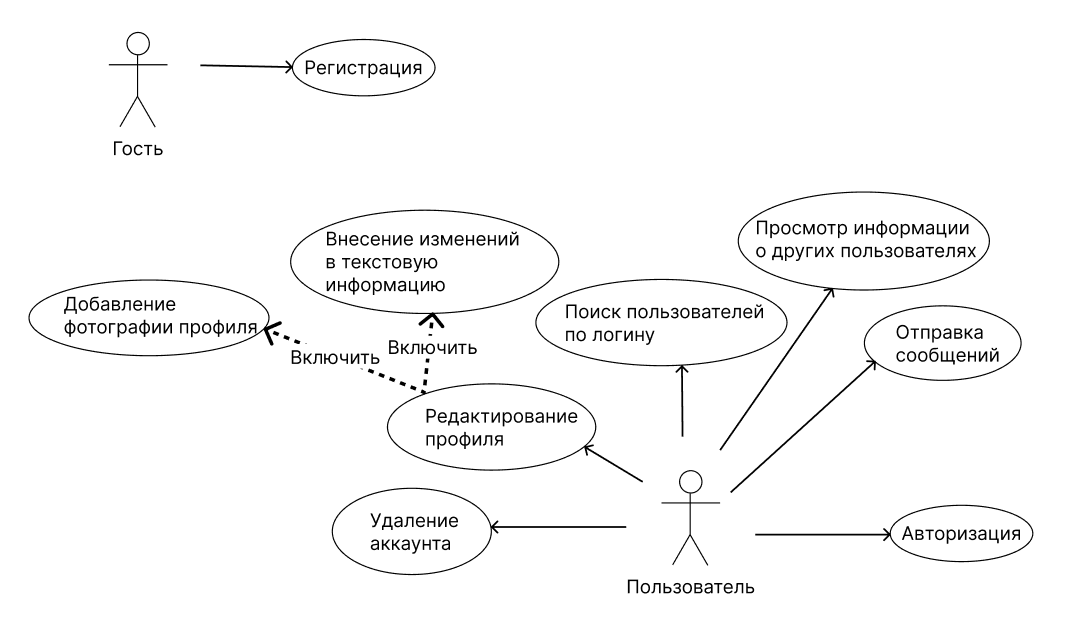 Регистрация
Гость
Просмотр информации
о других пользователях
Внесение изменений
в текстовую
информацию
Добавление
фотографии профиля
Поиск пользователей
по логину
Отправка
сообщений
Включить
Включить
Редактирование
профиля
Удаление
аккаунта
Авторизация
Пользователь